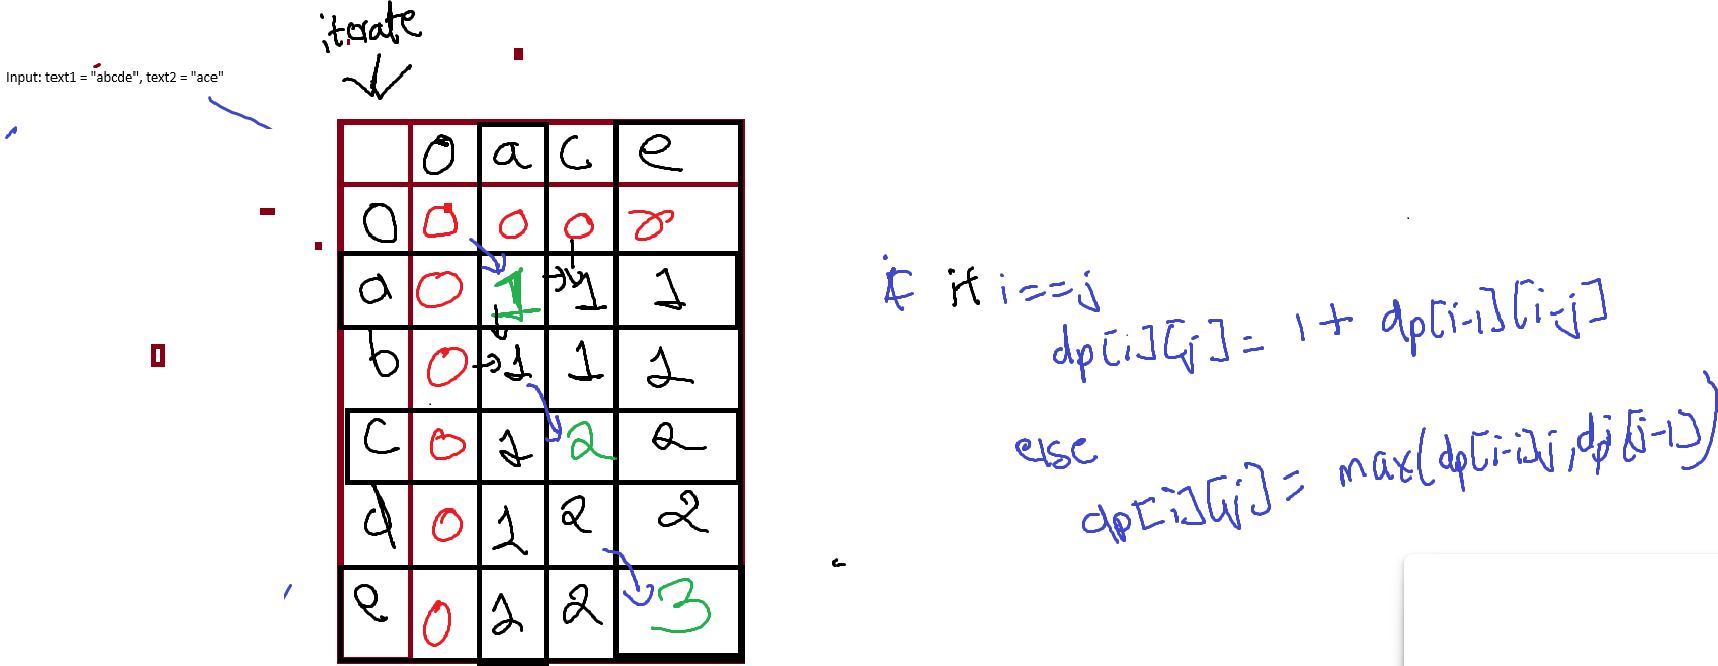 iterate
Input: text1 = "abcde", text2 = "ace"
0 a c e
0 0 0 0 0
a 0 1 1 1
b 0 1 1 1
c 0 1 2 2
d 0 1 2 2
e 0 1 2 3
if if i==j
dp[i][j] = 1 + dp[i-1][i-j]
else
dp[i][j] = max(dp[i-i]j, dpj[j-1])